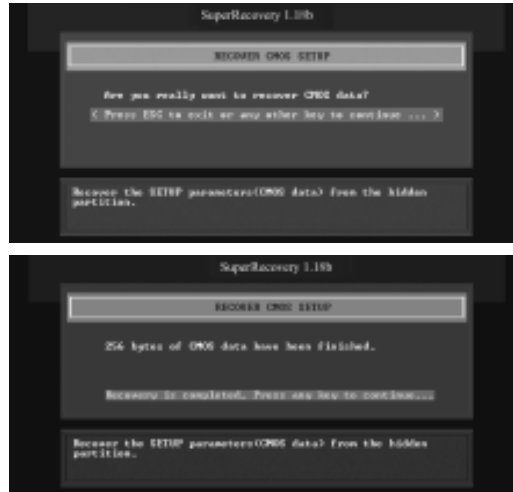 SuperRecovery 1.19b
RECOVER CMOS SETUP
Are you really want to recover CMOS data?
( Press ESC to exit or any other key to continue ... )
Recover the SETUP parameters(CMOS data) from the hidden
partition.
SuperRecovery 1.19b
RECOVER CMOS SETUP
256 bytes of CMOS data have been finished.
Recovery is completed. Press any key to continue...
Recover the SETUP parameters(CMOS data) from the hidden
partition.